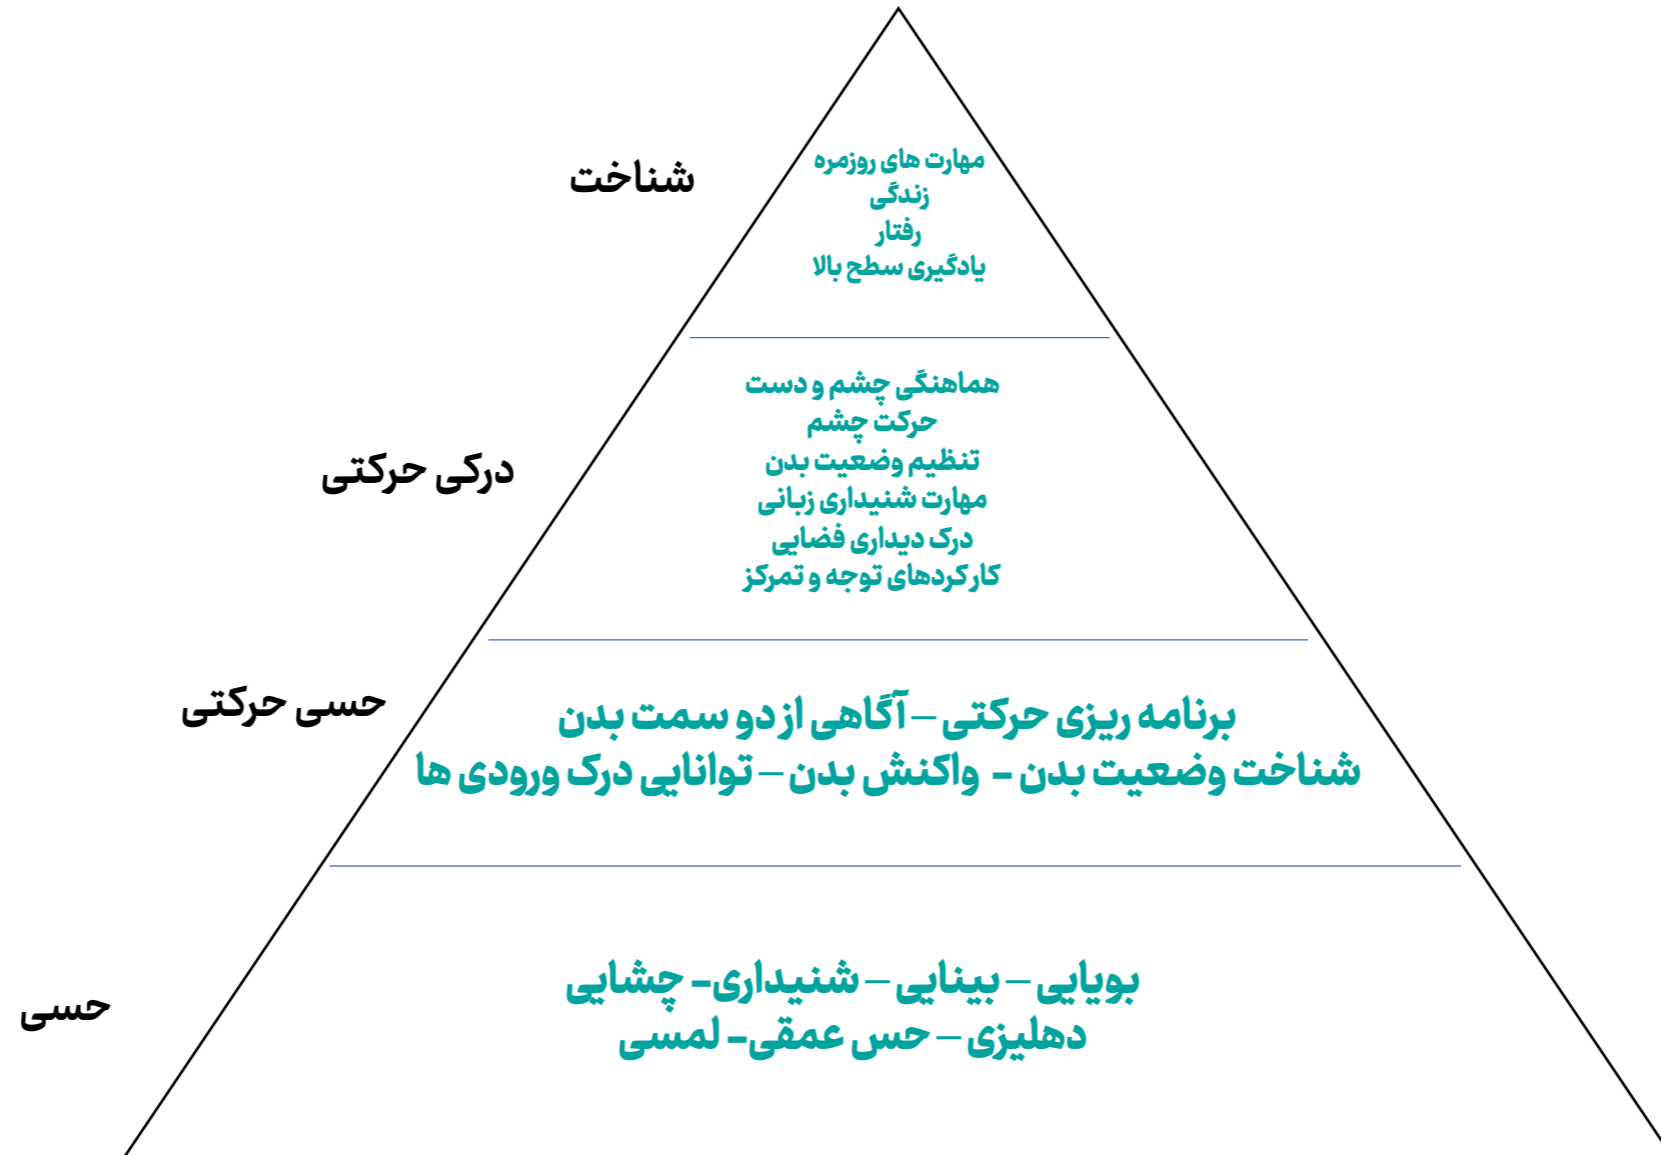 شناخت
مهارت های روزمره
زندگی
رفتار
یادگیری سطح بالا
درکی حرکتی
هماهنگی چشم و دست
حرکت چشم
تنظیم وضعیت بدن
مهارت شنیداری زبانی
درک دیداری فضایی
کارکردهای توجه و تمرکز
حسی حرکتی
برنامه ریزی حرکتی – آگاهی از دو سمت بدن
شناخت وضعیت بدن - واکنش بدن – توانایی درک ورودی ها
حسی
بویایی – بینایی – شنیداری- چشایی
دهلیزی – حس عمقی- لمسی